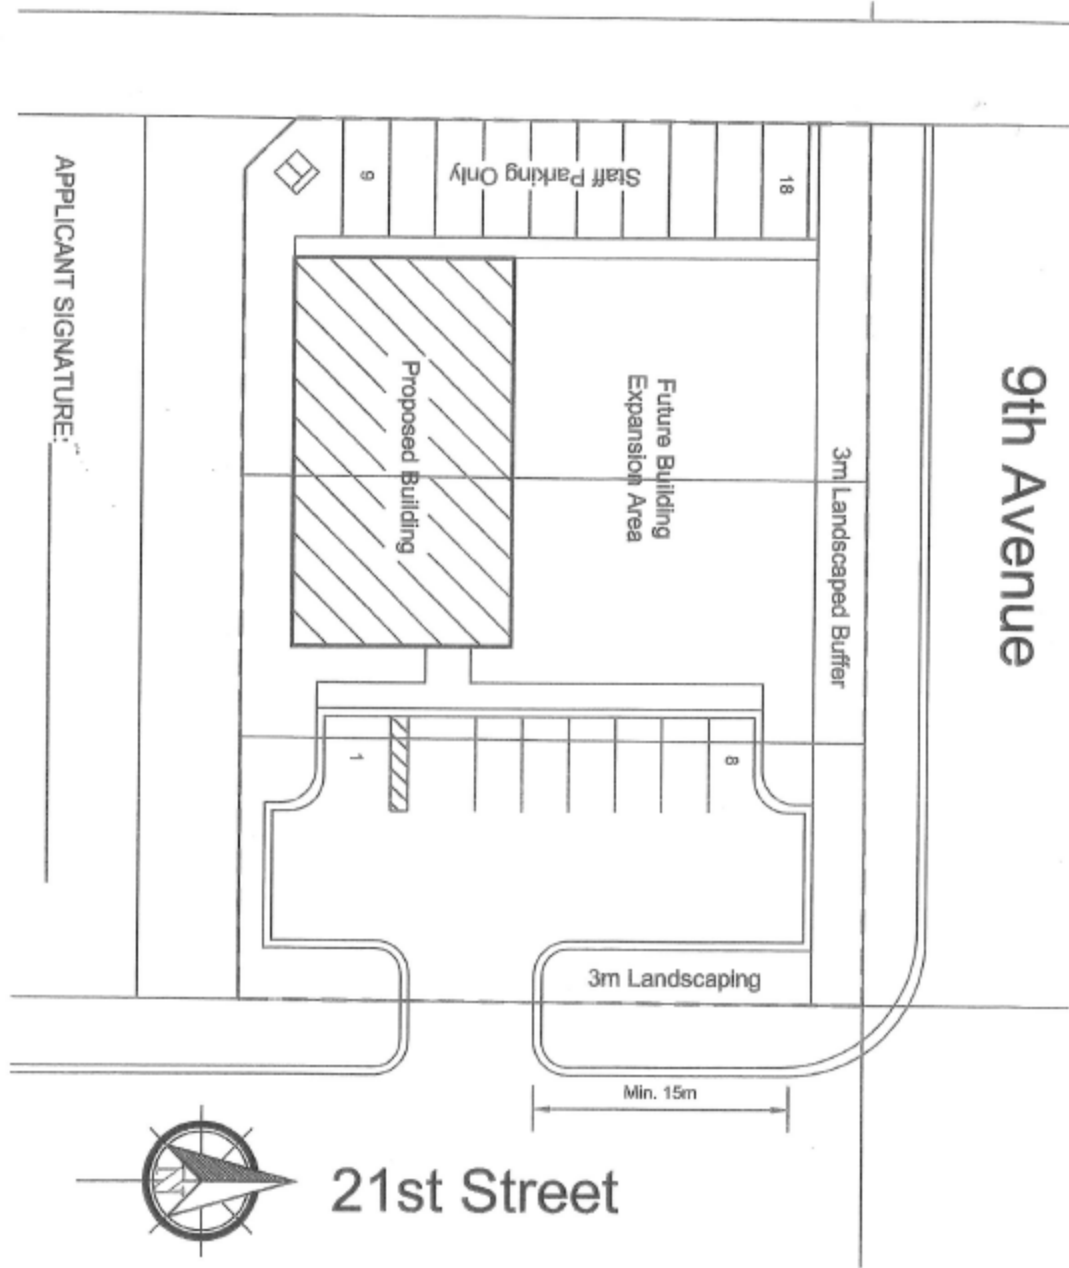 Staff Parking Only
9
18
APPLICANT SIGNATURE:
Proposed Building
Future Building
Expansion Area
3m Landscaped Buffer
9th Avenue
1
8
3m Landscaping
Min. 15m
N
21st Street